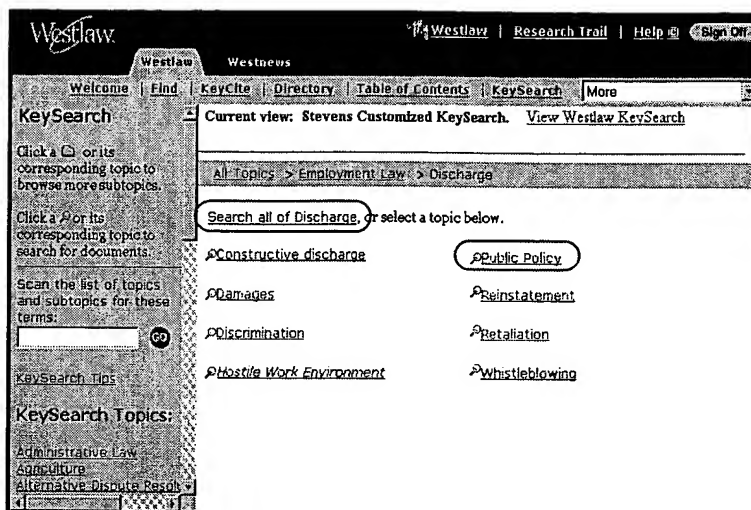 Westlaw.
Westlaw | Research Trail | Help | Sign Off
Westlaw Westnews
Welcome | Find | KeyCite | Directory | Table of Contents | KeySearch More
KeySearch
Click a or its
corresponding topic to
browse more subtopics.
Click a or its
corresponding topic to
search for documents.
Scan the list of topics
and subtopics for these
terms:
GO
KeySearch Tips
KeySearch Topics:
Administrative Law
Agriculture
Alternative Dispute Resolu
Current view: Stevens Customized KeySearch. View Westlaw KeySearch
All Topics > Employment Law > Discharge
Search all of Discharge, or select a topic below.
Constructive discharge
Damages
Discrimination
Hostile Work Environment
Public Policy
Reinstatement
Retaliation
Whistleblowing